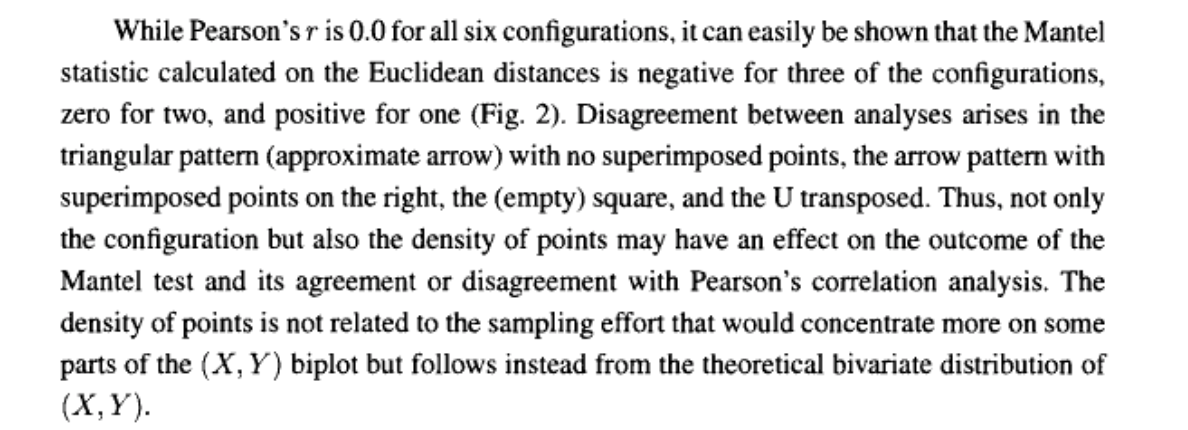 While Pearson's r is 0.0 for all six configurations, it can easily be shown that the Mantel
statistic calculated on the Euclidean distances is negative for three of the configurations,
zero for two, and positive for one (Fig. 2). Disagreement between analyses arises in the
triangular pattern (approximate arrow) with no superimposed points, the arrow pattern with
superimposed points on the right, the (empty) square, and the U transposed. Thus, not only
the configuration but also the density of points may have an effect on the outcome of the
Mantel test and its agreement or disagreement with Pearson's correlation analysis. The
density of points is not related to the sampling effort that would concentrate more on some
parts of the (X, Y) biplot but follows instead from the theoretical bivariate distribution of
(X, Y).